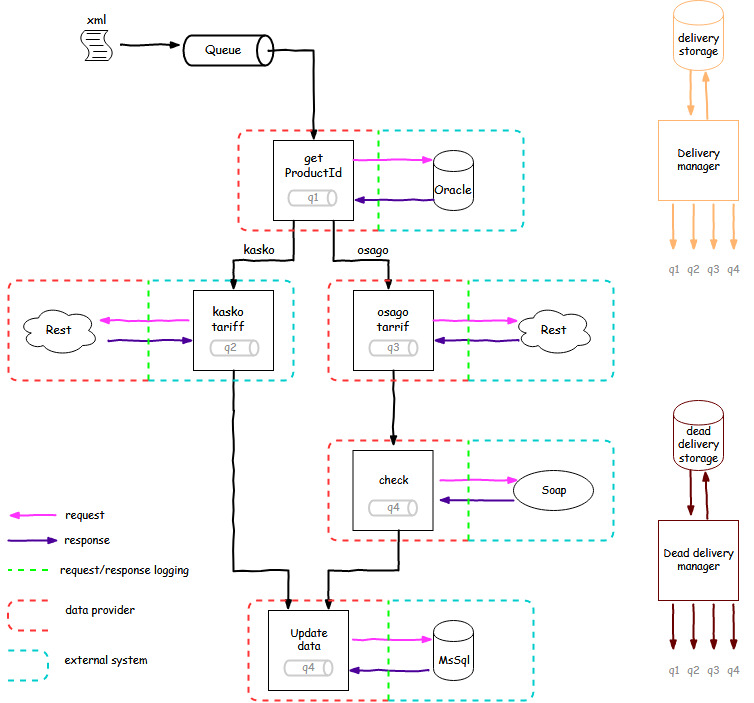 xml
Queue
delivery
storage
Delivery
manager
q1 q2 q3 q4
get
ProductId
q1
Oracle
kasko
osago
Rest
kasko
tariff
q2
osago
tarrif
q3
Rest
check
q4
Soap
dead
delivery
storage
Dead delivery
manager
q1 q2 q3 q4
request
response
request/response logging
data provider
external system
Update
data
q4
MsSql